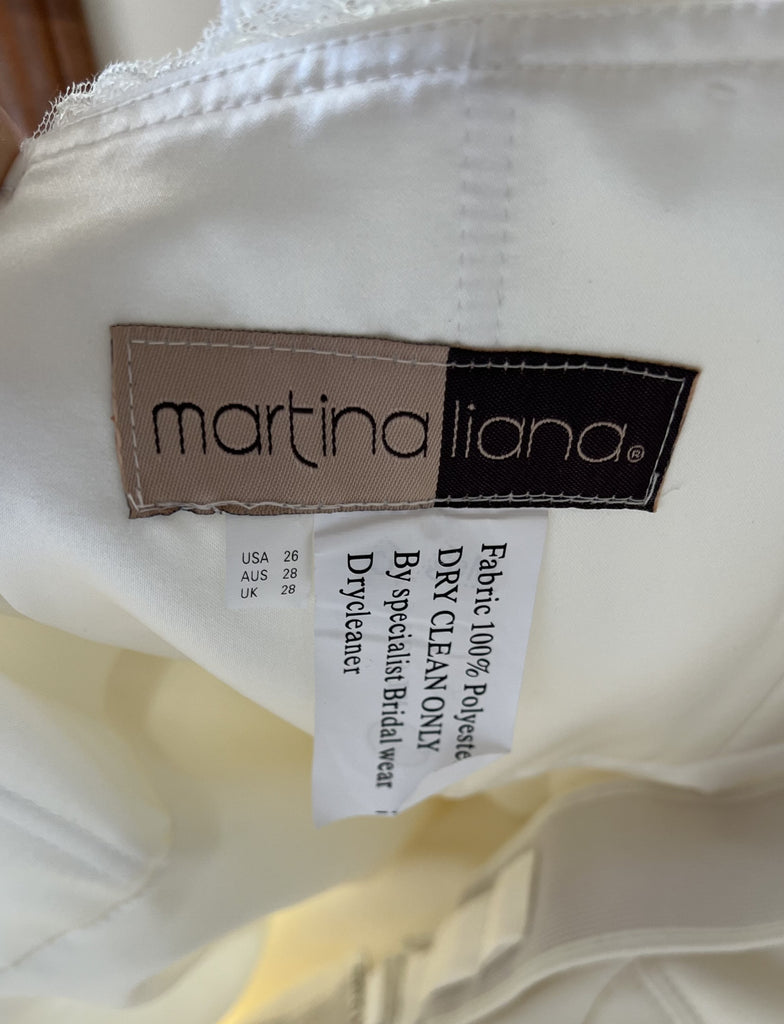 martina liana®
USA 26
AUS 28
UK 28
Fabric 100% Polyeste
DRY CLEAN ONLY
By specialist Bridal wear
Drycleaner